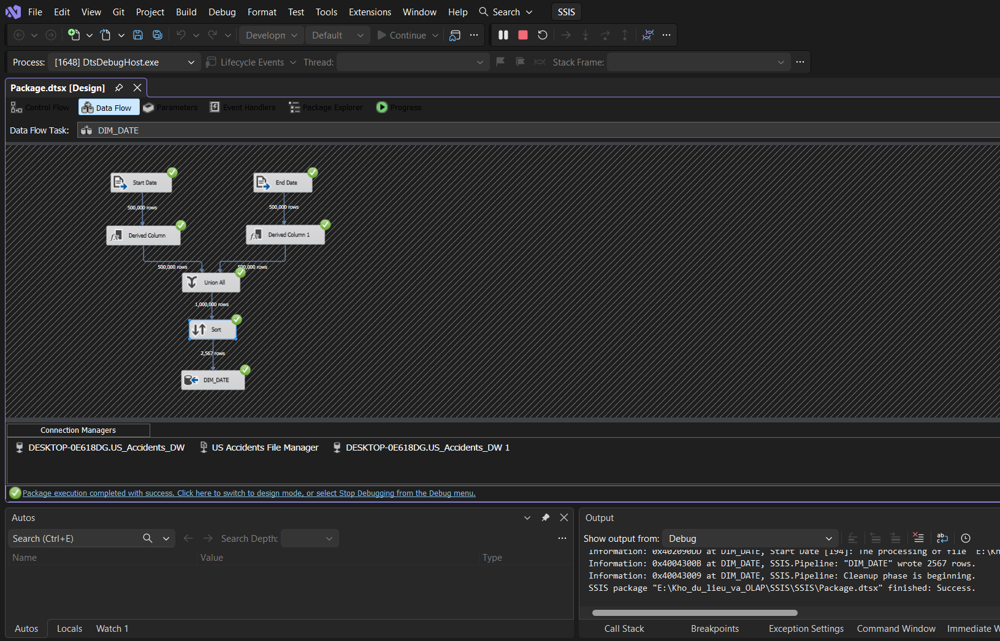 File Edit View Git Project Build Debug Format Test Tools Extensions Window Help Search SSIS
Developn Default Continue
Process: [1648] DtsDebugHost.exe Lifecycle Events Thread: Stack Frame:
Package.dtsx [Design]
Control Flow Data Flow Parameters Event Handlers Package Explorer Progress
Data Flow Task: DIM_DATE
Start Date End Date
500,000 rows 500,000 rows
Derived Column Derived Column 1
500,000 rows 500,000 rows
Union All
1,000,000 rows
Sort
2,567 rows
DIM_DATE
Connection Managers
DESKTOP-0E618DG.US_Accidents_DW US Accidents File Manager DESKTOP-0E618DG.US_Accidents_DW 1
Package execution completed with success. Click here to switch to design mode, or select Stop Debugging from the Debug menu.
Autos
Search (Ctrl+E) Search Depth:
Name Value Type
Autos Locals Watch 1
Output
Show output from: Debug
Information: 0x402090DD at DIM_DATE, Start Date [194]: The processing of file "E:\Kh
Information: 0x4004300B at DIM_DATE, SSIS.Pipeline: "DIM_DATE" wrote 2567 rows.
Information: 0x40043009 at DIM_DATE, SSIS.Pipeline: Cleanup phase is beginning.
SSIS package "E:\Kho_du_lieu_va_OLAP\SSIS\SSIS\Package.dtsx" finished: Success.
Call Stack Breakpoints Exception Settings Command Window Immediate W